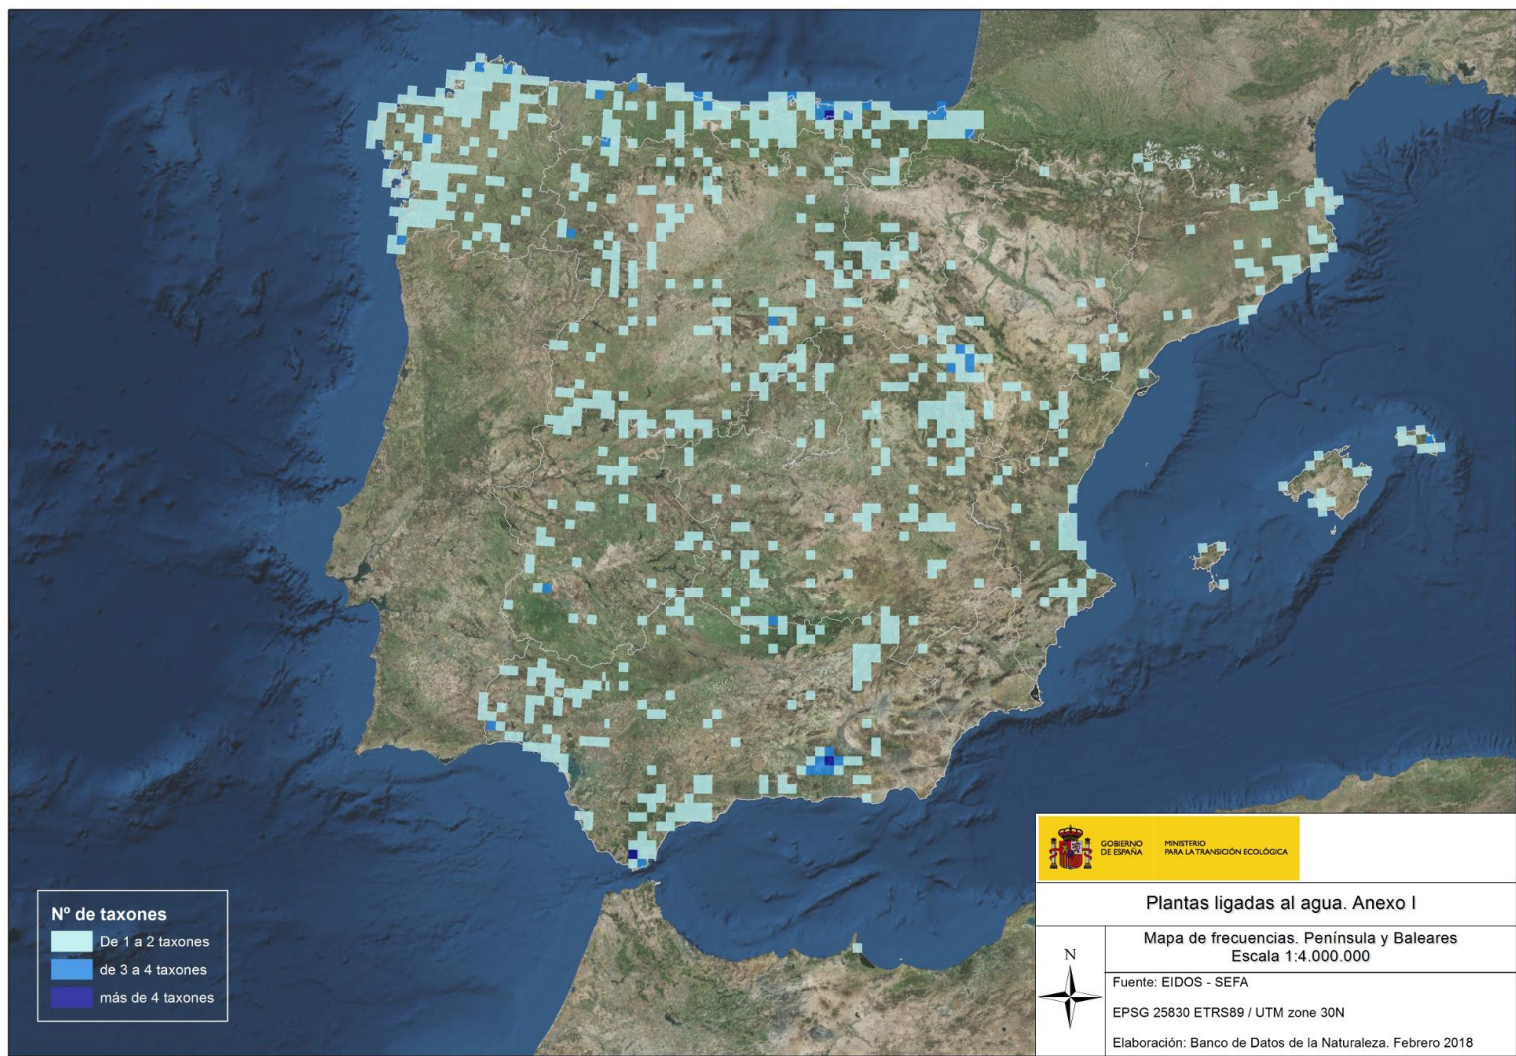 Nº de taxones
De 1 a 2 taxones
de 3 a 4 taxones
más de 4 taxones
GOBIERNO
DE ESPAÑA
MINISTERIO
PARA LA TRANSICIÓN ECOLÓGICA
Plantas ligadas al agua. Anexo I
N
Mapa de frecuencias. Península y Baleares
Escala 1:4.000.000
Fuente: EIDOS - SEFA
EPSG 25830 ETRS89 / UTM zone 30N
Elaboración: Banco de Datos de la Naturaleza. Febrero 2018